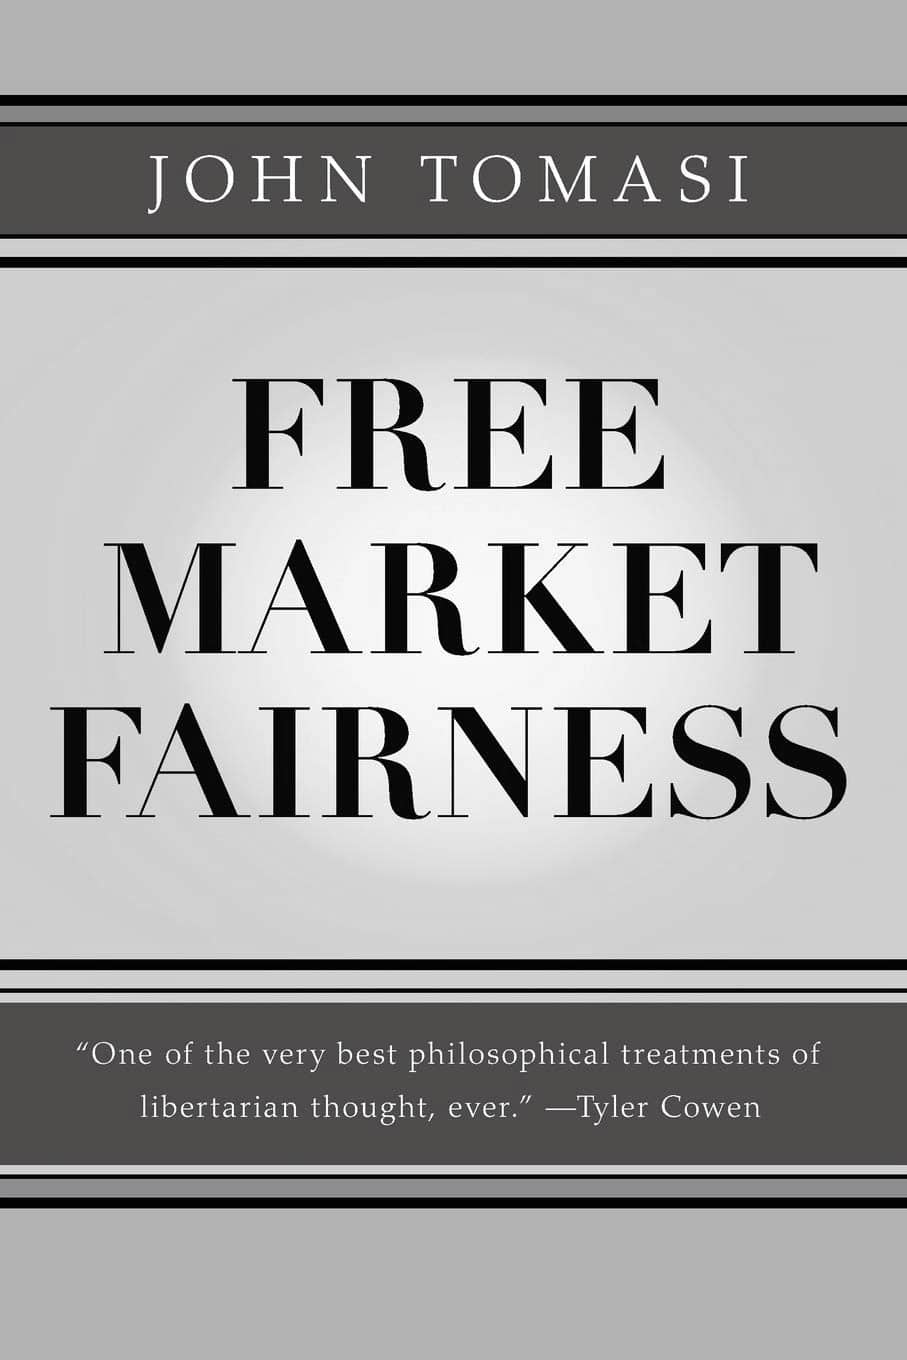 JOHN TOMASI
FREE
MARKET
FAIRNESS
“One of the very best philosophical treatments of
libertarian thought, ever.” —Tyler Cowen